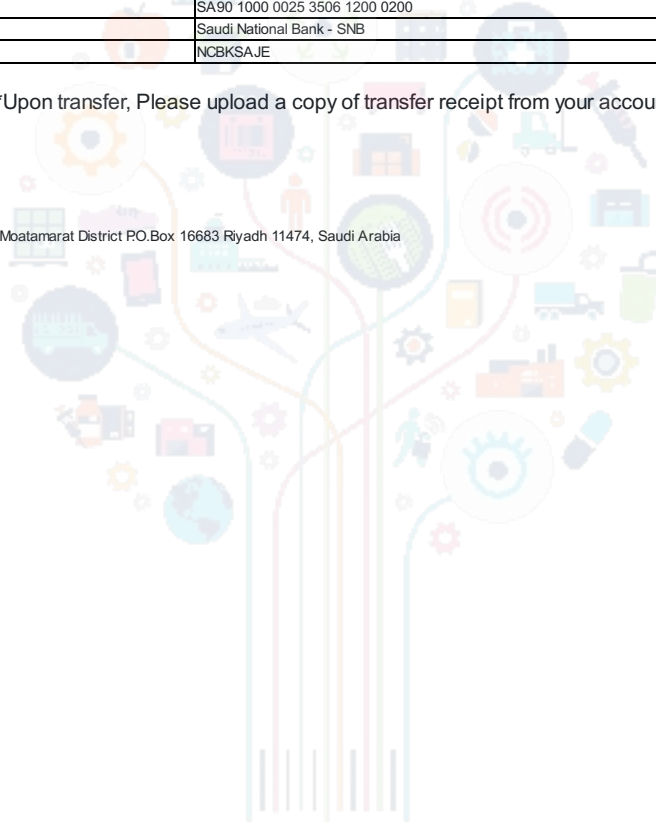 SA90 1000 0025 3506 1200 0200
Saudi National Bank - SNB
NCBKSAJE
*Upon transfer, Please upload a copy of transfer receipt from your accou
Moatamarat District P.O.Box 16683 Riyadh 11474, Saudi Arabia